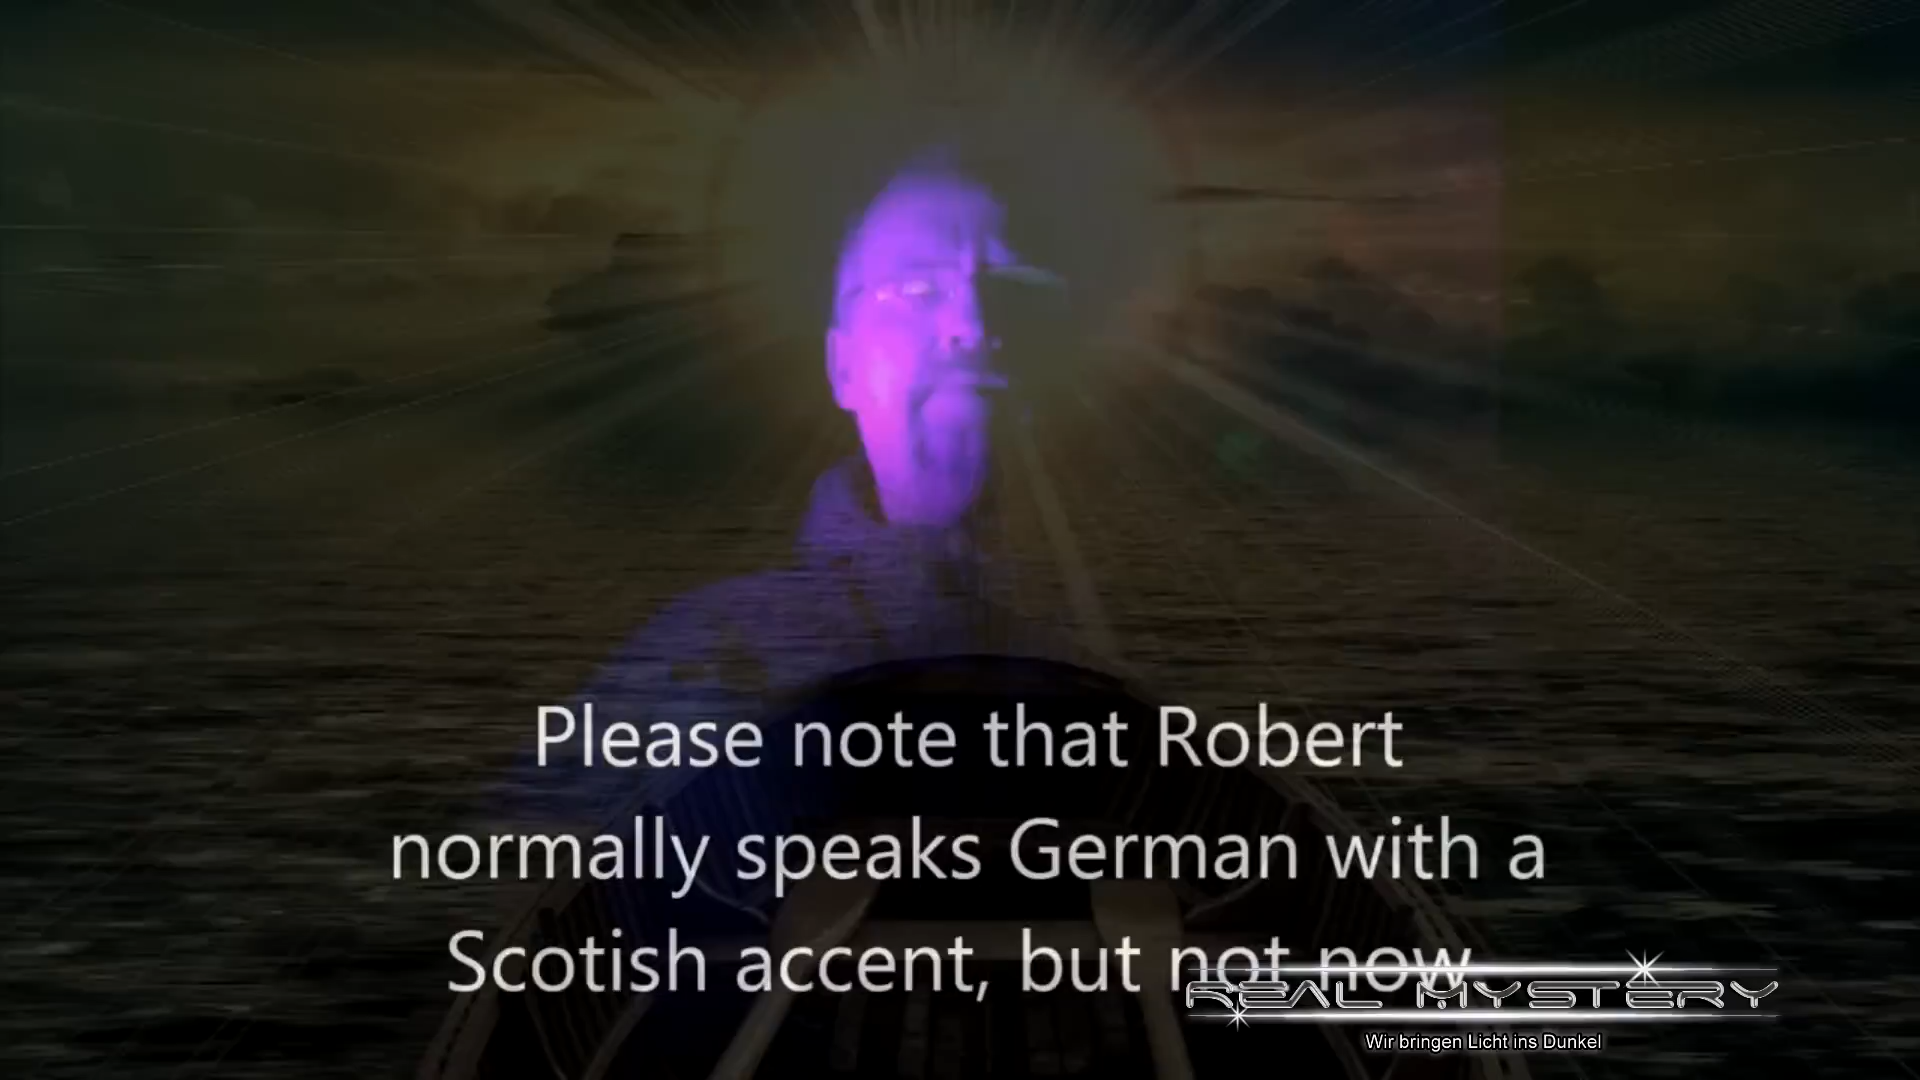 Please note that Robert
normally speaks German with a
Scotish accent, but not now
REAL MYSTERY
Wir bringen Licht ins Dunkel